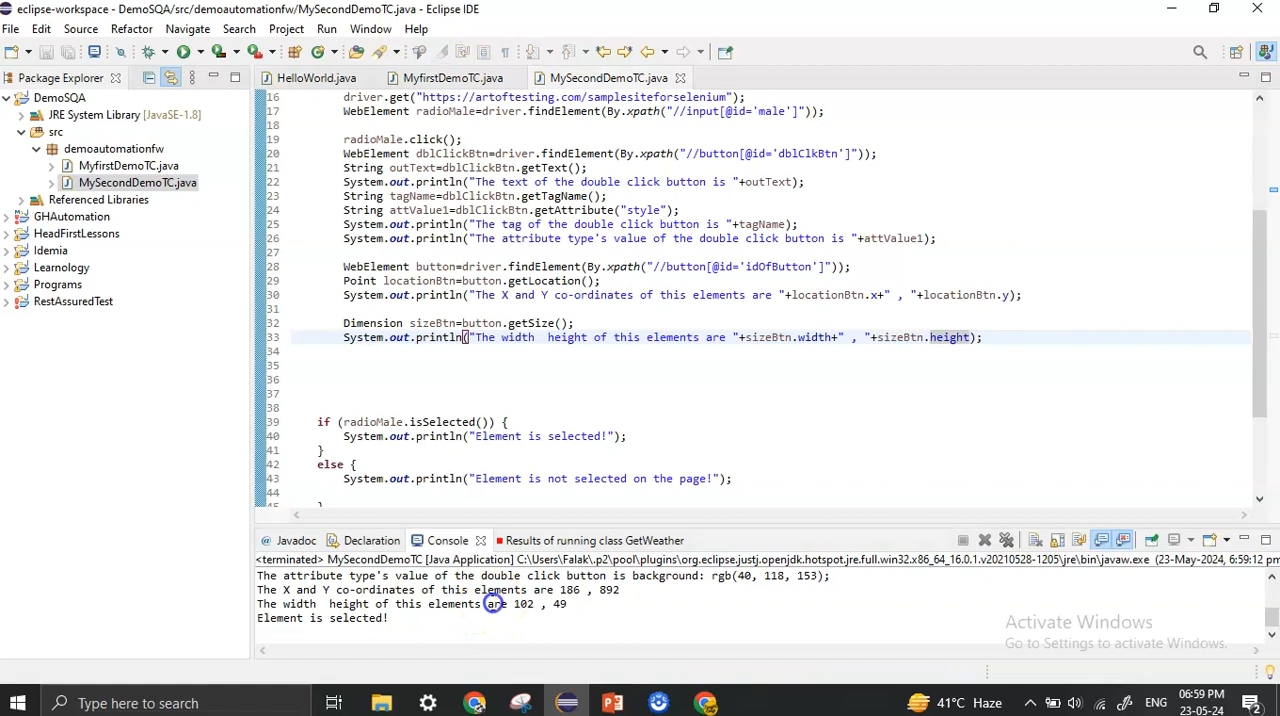 eclipse-workspace - DemoSQA/src/demoautomationfw/MySecondDemoTC.java - Eclipse IDE
File Edit Source Refactor Navigate Search Project Run Window Help
Package Explorer
HelloWorld.java MyfirstDemoTC.java MySecondDemoTC.java
DemoSQA
JRE System Library [JavaSE-1.8]
src
demoautomationfw
MyfirstDemoTC.java
MySecondDemoTC.java
Referenced Libraries
GHAutomation
HeadFirstLessons
Idemia
Learnology
Programs
RestAssuredTest
16 driver.get("https://artoftesting.com/samplesiteforselenium");
17 WebElement radioMale=driver.findElement(By.xpath("//input[@id='male']"));
18
19 radioMale.click();
20 WebElement dblClickBtn=driver.findElement(By.xpath("//button[@id='dblClkBtn']"));
21 String outText=dblClickBtn.getText();
22 System.out.println("The text of the double click button is "+outText);
23 String tagName=dblClickBtn.getTagName();
24 String attValue1=dblClickBtn.getAttribute("style");
25 System.out.println("The tag of the double click button is "+tagName);
26 System.out.println("The attribute type's value of the double click button is "+attValue1);
27
28 WebElement button=driver.findElement(By.xpath("//button[@id='idOfButton']"));
29 Point locationBtn=button.getLocation();
30 System.out.println("The X and Y co-ordinates of this elements are "+locationBtn.x+" , "+locationBtn.y);
31
32 Dimension sizeBtn=button.getSize();
33 System.out.println("The width  height of this elements are "+sizeBtn.width+" , "+sizeBtn.height);
34
35
36
37
38
39 if (radioMale.isSelected()) {
40 System.out.println("Element is selected!");
41 }
42 else {
43 System.out.println("Element is not selected on the page!");
44
}
Javadoc Declaration Console Results of running class GetWeather
<terminated> MySecondDemoTC [Java Application] C:\Users\Falak\.p2\pool\plugins\org.eclipse.justj.openjdk.hotspot.jre.full.win32.x86_64_16.0.1.v20210528-1205\jre\bin\javaw.exe (23-May-2024, 6:59:12 pm
The attribute type's value of the double click button is background: rgb(40, 118, 153);
The X and Y co-ordinates of this elements are 186 , 892
The width  height of this elements are 102 , 49
Element is selected!
Activate Windows
Go to Settings to activate Windows.
Type here to search
41°C Haze
ENG
06:59 PM
23-05-24
2